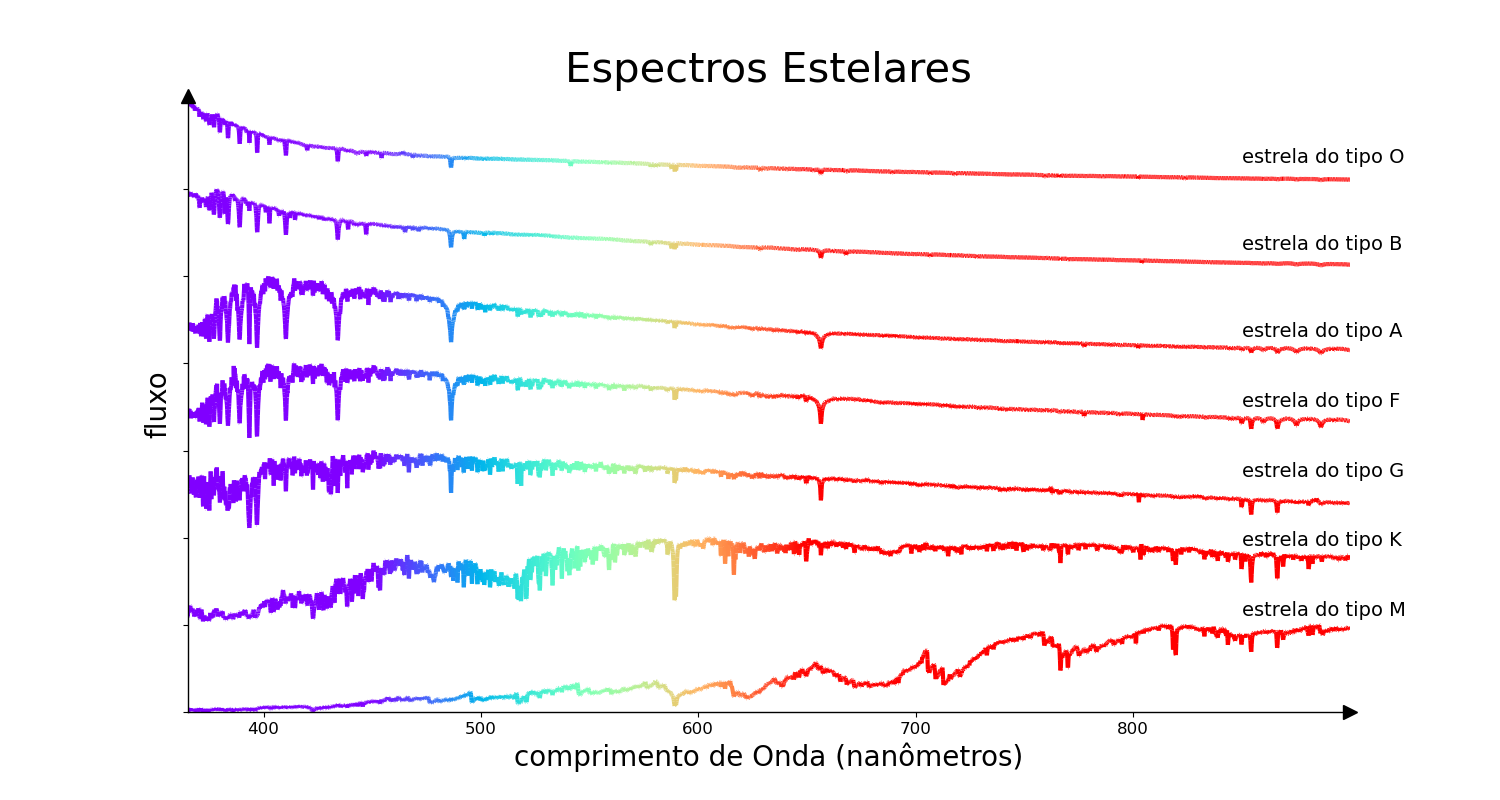 Espectros Estelares
estrela do tipo O
estrela do tipo B
estrela do tipo A
estrela do tipo F
estrela do tipo G
estrela do tipo K
estrela do tipo M
fluxo
400 500 600 700 800
comprimento de Onda (nanômetros)